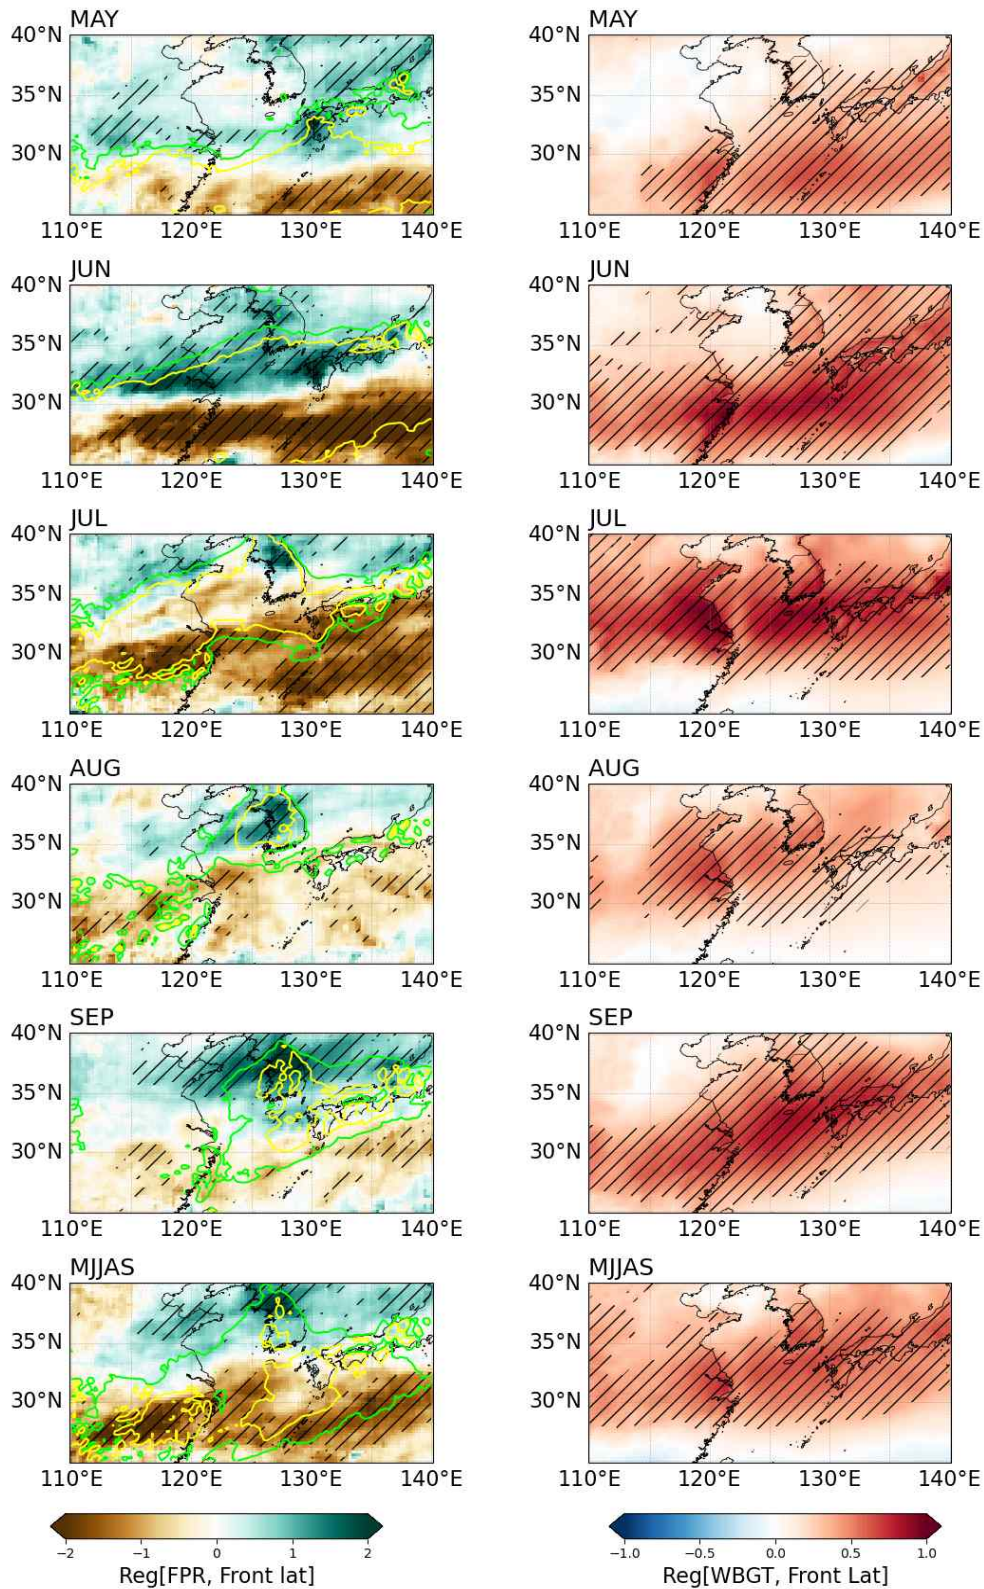 MAY
MAY
40°N
35°N
30°N
110°E 120°E 130°E 140°E
40°N
35°N
30°N
110°E 120°E 130°E 140°E
JUN
JUN
40°N
35°N
30°N
110°E 120°E 130°E 140°E
40°N
35°N
30°N
110°E 120°E 130°E 140°E
JUL
JUL
40°N
35°N
30°N
110°E 120°E 130°E 140°E
40°N
35°N
30°N
110°E 120°E 130°E 140°E
AUG
AUG
40°N
35°N
30°N
110°E 120°E 130°E 140°E
40°N
35°N
30°N
110°E 120°E 130°E 140°E
SEP
SEP
40°N
35°N
30°N
110°E 120°E 130°E 140°E
40°N
35°N
30°N
110°E 120°E 130°E 140°E
MJJAS
MJJAS
40°N
35°N
30°N
110°E 120°E 130°E 140°E
40°N
35°N
30°N
110°E 120°E 130°E 140°E
−2 −1 0 1 2
Reg[FPR, Front lat]
−1.0 −0.5 0.0 0.5 1.0
Reg[WBGT, Front Lat]